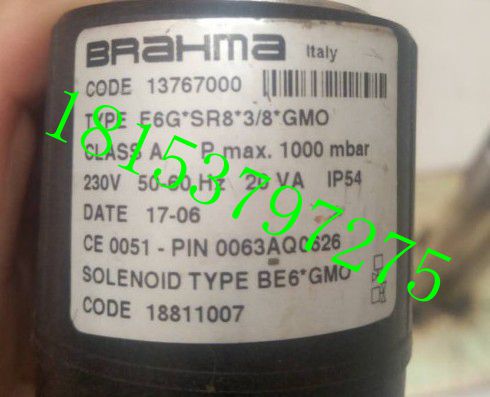 BRAHMA Italy
CODE 13767000
TYPE E6G*SR8*3/8*GMO
CLASS A P. max. 1000 mbar
230V 50-60 Hz 20 VA IP54
DATE 17-06
CE 0051 - PIN 0063AQ0626
SOLENOID TYPE BE6*GMO
CODE 18811007
18153797275